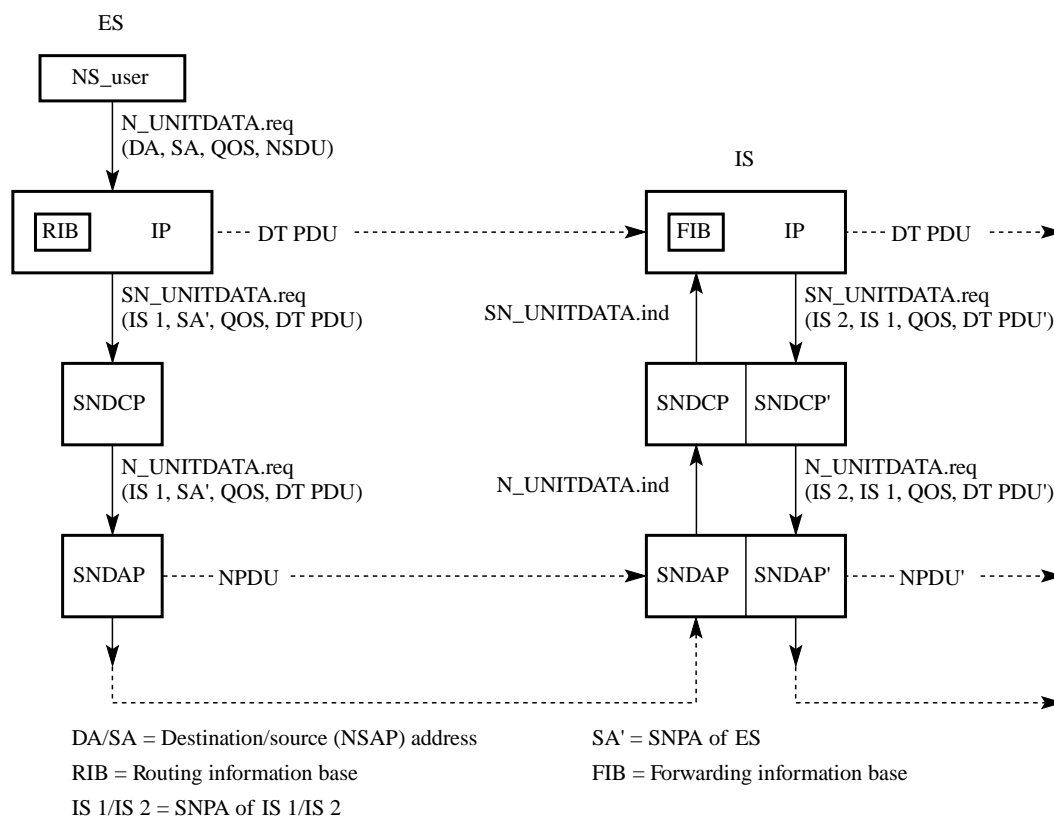 ES
NS_user
N_UNITDATA.req
(DA, SA, QOS, NSDU)
IS
RIB
IP
DT PDU
FIB
IP
DT PDU
SN_UNITDATA.req
(IS 1, SA', QOS, DT PDU)
SN_UNITDATA.ind
SN_UNITDATA.req
(IS 2, IS 1, QOS, DT PDU')
SNDCP
SNDCP
SNDCP'
N_UNITDATA.req
(IS 1, SA', QOS, DT PDU)
N_UNITDATA.ind
N_UNITDATA.req
(IS 2, IS 1, QOS, DT PDU')
SNDAP
NPDU
SNDAP
SNDAP'
NPDU'
DA/SA = Destination/source (NSAP) address
SA' = SNPA of ES
RIB = Routing information base
FIB = Forwarding information base
IS 1/IS 2 = SNPA of IS 1/IS 2